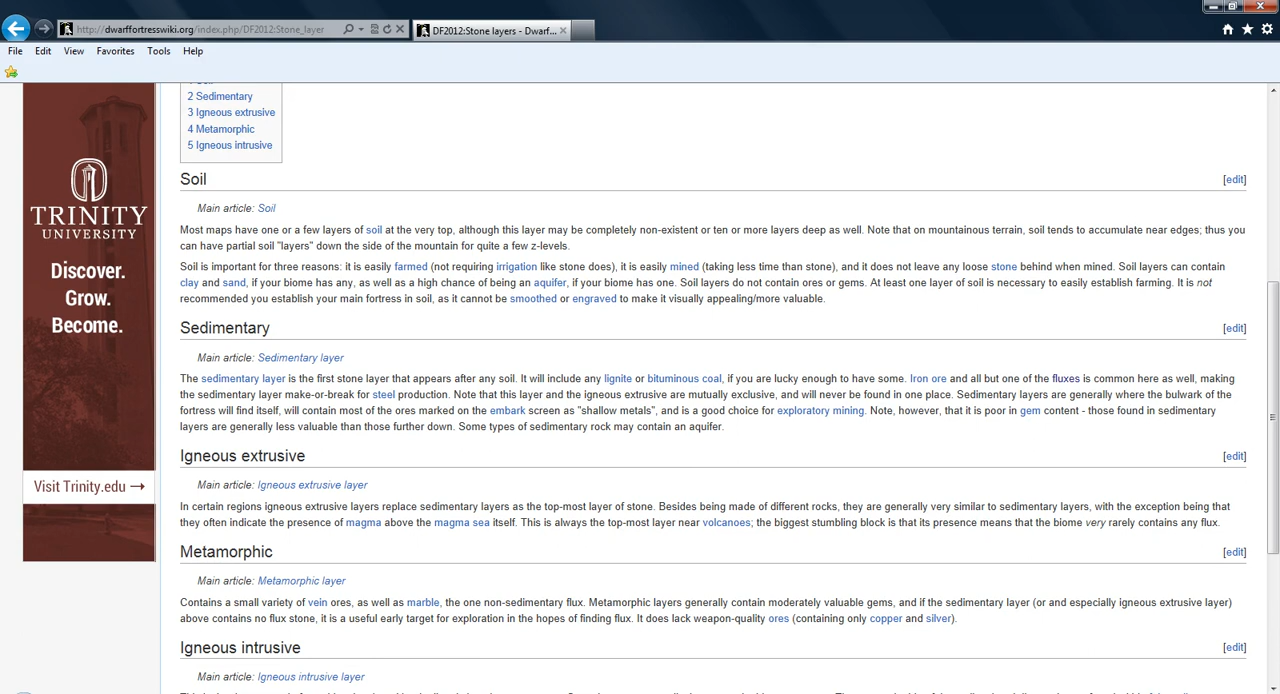 http://dwarffortresswiki.org/index.php/DF2012:Stone_layer
DF2012:Stone layers - Dwarf...
File Edit View Favorites Tools Help
2 Sedimentary
3 Igneous extrusive
4 Metamorphic
5 Igneous intrusive
TRINITY
UNIVERSITY
Discover.
Grow.
Become.
Visit Trinity.edu →
Soil
[edit]
Main article: Soil
Most maps have one or a few layers of soil at the very top, although this layer may be completely non-existent or ten or more layers deep as well. Note that on mountainous terrain, soil tends to accumulate near edges; thus you
can have partial soil "layers" down the side of the mountain for quite a few z-levels.
Soil is important for three reasons: it is easily farmed (not requiring irrigation like stone does), it is easily mined (taking less time than stone), and it does not leave any loose stone behind when mined. Soil layers can contain
clay and sand, if your biome has any, as well as a high chance of being an aquifer, if your biome has one. Soil layers do not contain ores or gems. At least one layer of soil is necessary to easily establish farming. It is not
recommended you establish your main fortress in soil, as it cannot be smoothed or engraved to make it visually appealing/more valuable.
Sedimentary
[edit]
Main article: Sedimentary layer
The sedimentary layer is the first stone layer that appears after any soil. It will include any lignite or bituminous coal, if you are lucky enough to have some. Iron ore and all but one of the fluxes is common here as well, making
the sedimentary layer make-or-break for steel production. Note that this layer and the igneous extrusive are mutually exclusive, and will never be found in one place. Sedimentary layers are generally where the bulwark of the
fortress will find itself, will contain most of the ores marked on the embark screen as "shallow metals", and is a good choice for exploratory mining. Note, however, that it is poor in gem content - those found in sedimentary
layers are generally less valuable than those further down. Some types of sedimentary rock may contain an aquifer.
Igneous extrusive
[edit]
Main article: Igneous extrusive layer
In certain regions igneous extrusive layers replace sedimentary layers as the top-most layer of stone. Besides being made of different rocks, they are generally very similar to sedimentary layers, with the exception being that
they often indicate the presence of magma above the magma sea itself. This is always the top-most layer near volcanoes; the biggest stumbling block is that its presence means that the biome very rarely contains any flux.
Metamorphic
[edit]
Main article: Metamorphic layer
Contains a small variety of vein ores, as well as marble, the one non-sedimentary flux. Metamorphic layers generally contain moderately valuable gems, and if the sedimentary layer (or and especially igneous extrusive layer)
above contains no flux stone, it is a useful early target for exploration in the hopes of finding flux. It does lack weapon-quality ores (containing only copper and silver).
Igneous intrusive
[edit]
Main article: Igneous intrusive layer